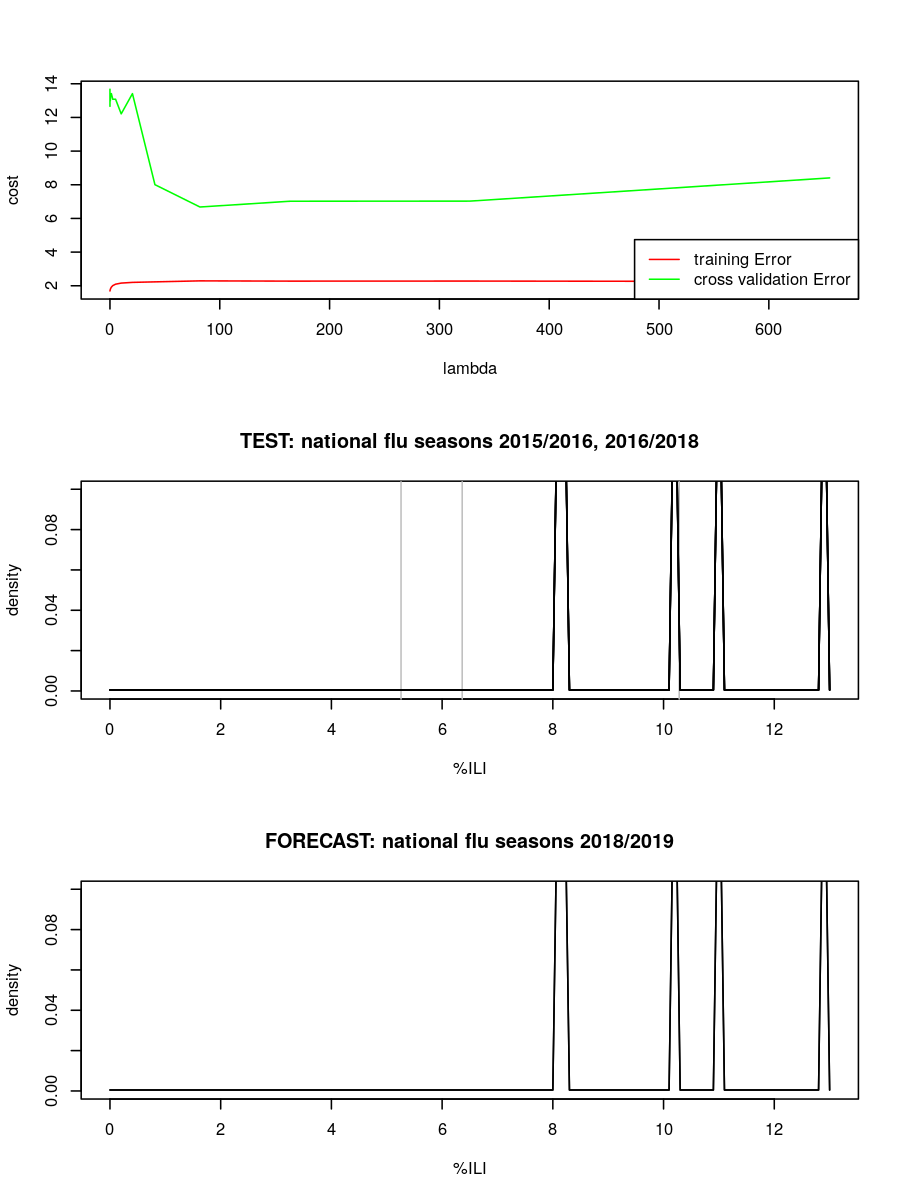 14
12
10
8
6
4
2
cost
training Error
cross validation Error
0 100 200 300 400 500 600
lambda
TEST: national flu seasons 2015/2016, 2016/2018
0.08
0.04
0.00
density
0 2 4 6 8 10 12
%ILI
FORECAST: national flu seasons 2018/2019
0.08
0.04
0.00
density
0 2 4 6 8 10 12
%ILI